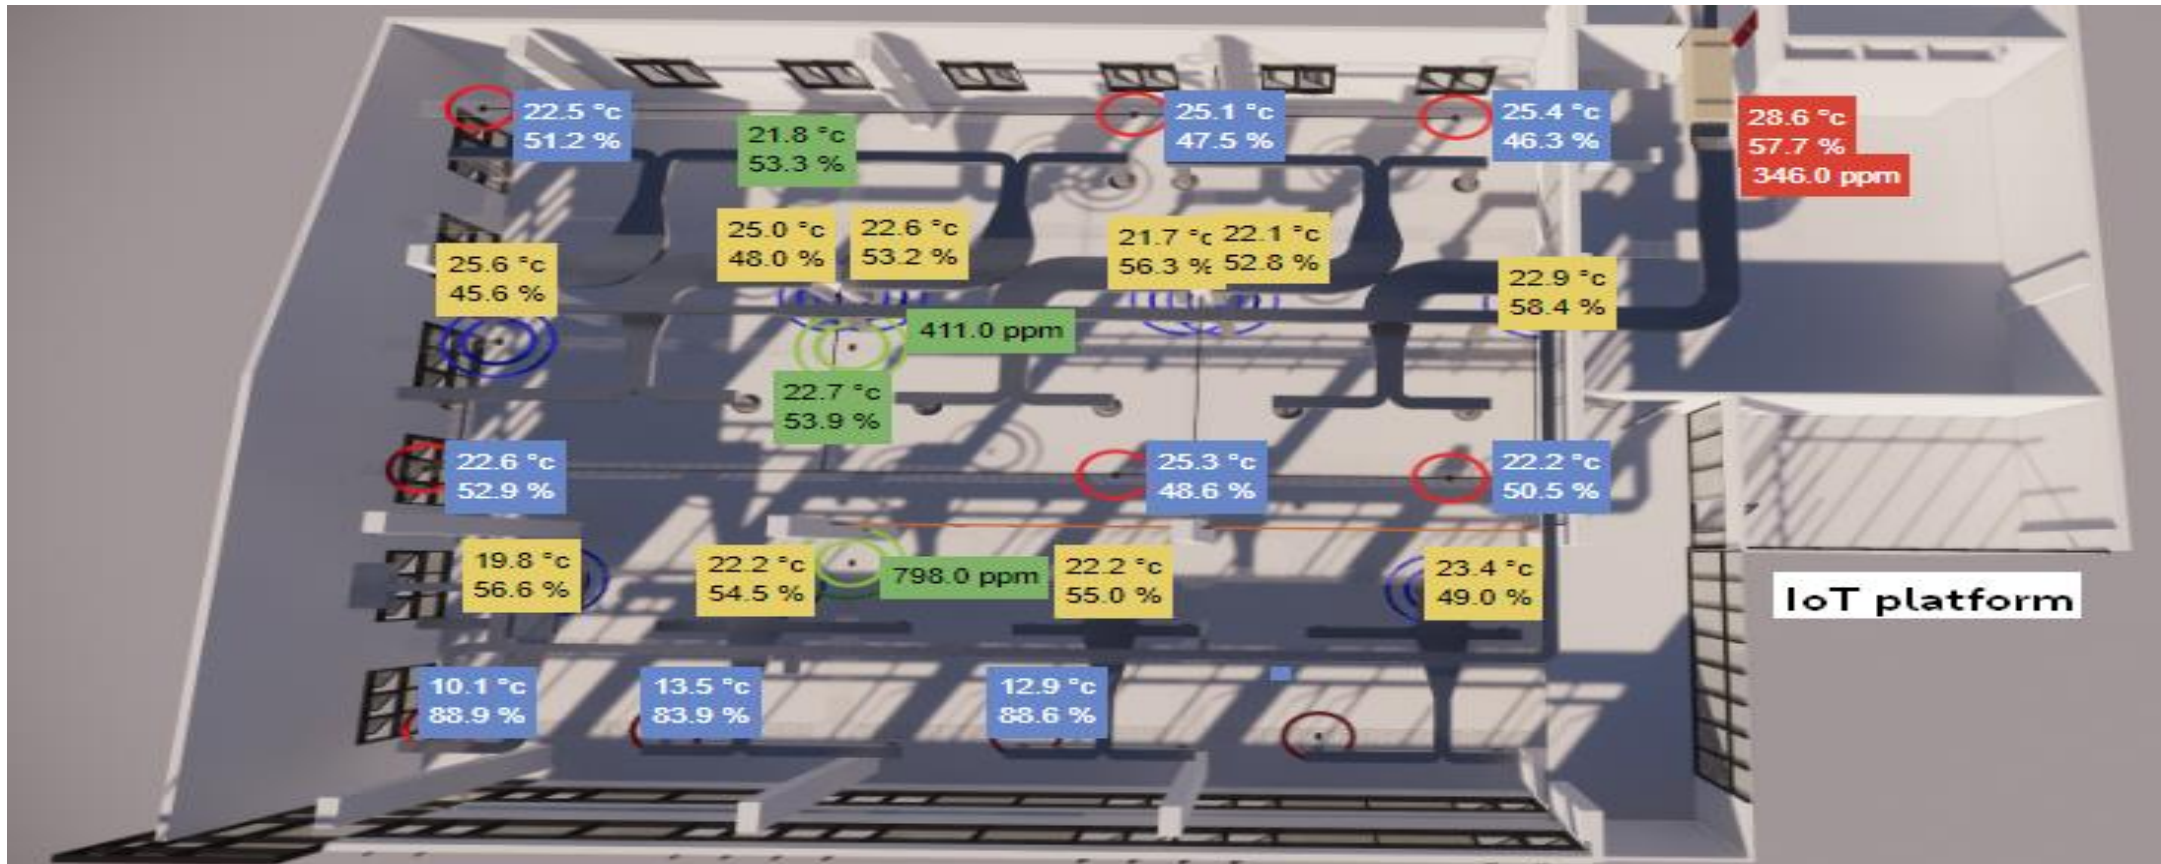 22.5 °c
51.2 %
21.8 °c
53.3 %
25.1 °c
47.5 %
25.4 °c
46.3 %
28.6 °c
57.7 %
346.0 ppm
25.6 °c
45.6 %
25.0 °c
48.0 %
22.6 °c
53.2 %
21.7 °c
56.3 %
22.1 °c
52.8 %
22.9 °c
58.4 %
411.0 ppm
22.7 °c
53.9 %
22.6 °c
52.9 %
25.3 °c
48.6 %
22.2 °c
50.5 %
19.8 °c
56.6 %
22.2 °c
54.5 %
798.0 ppm
22.2 °c
55.0 %
23.4 °c
49.0 %
IoT platform
10.1 °c
88.9 %
13.5 °c
83.9 %
12.9 °c
88.6 %